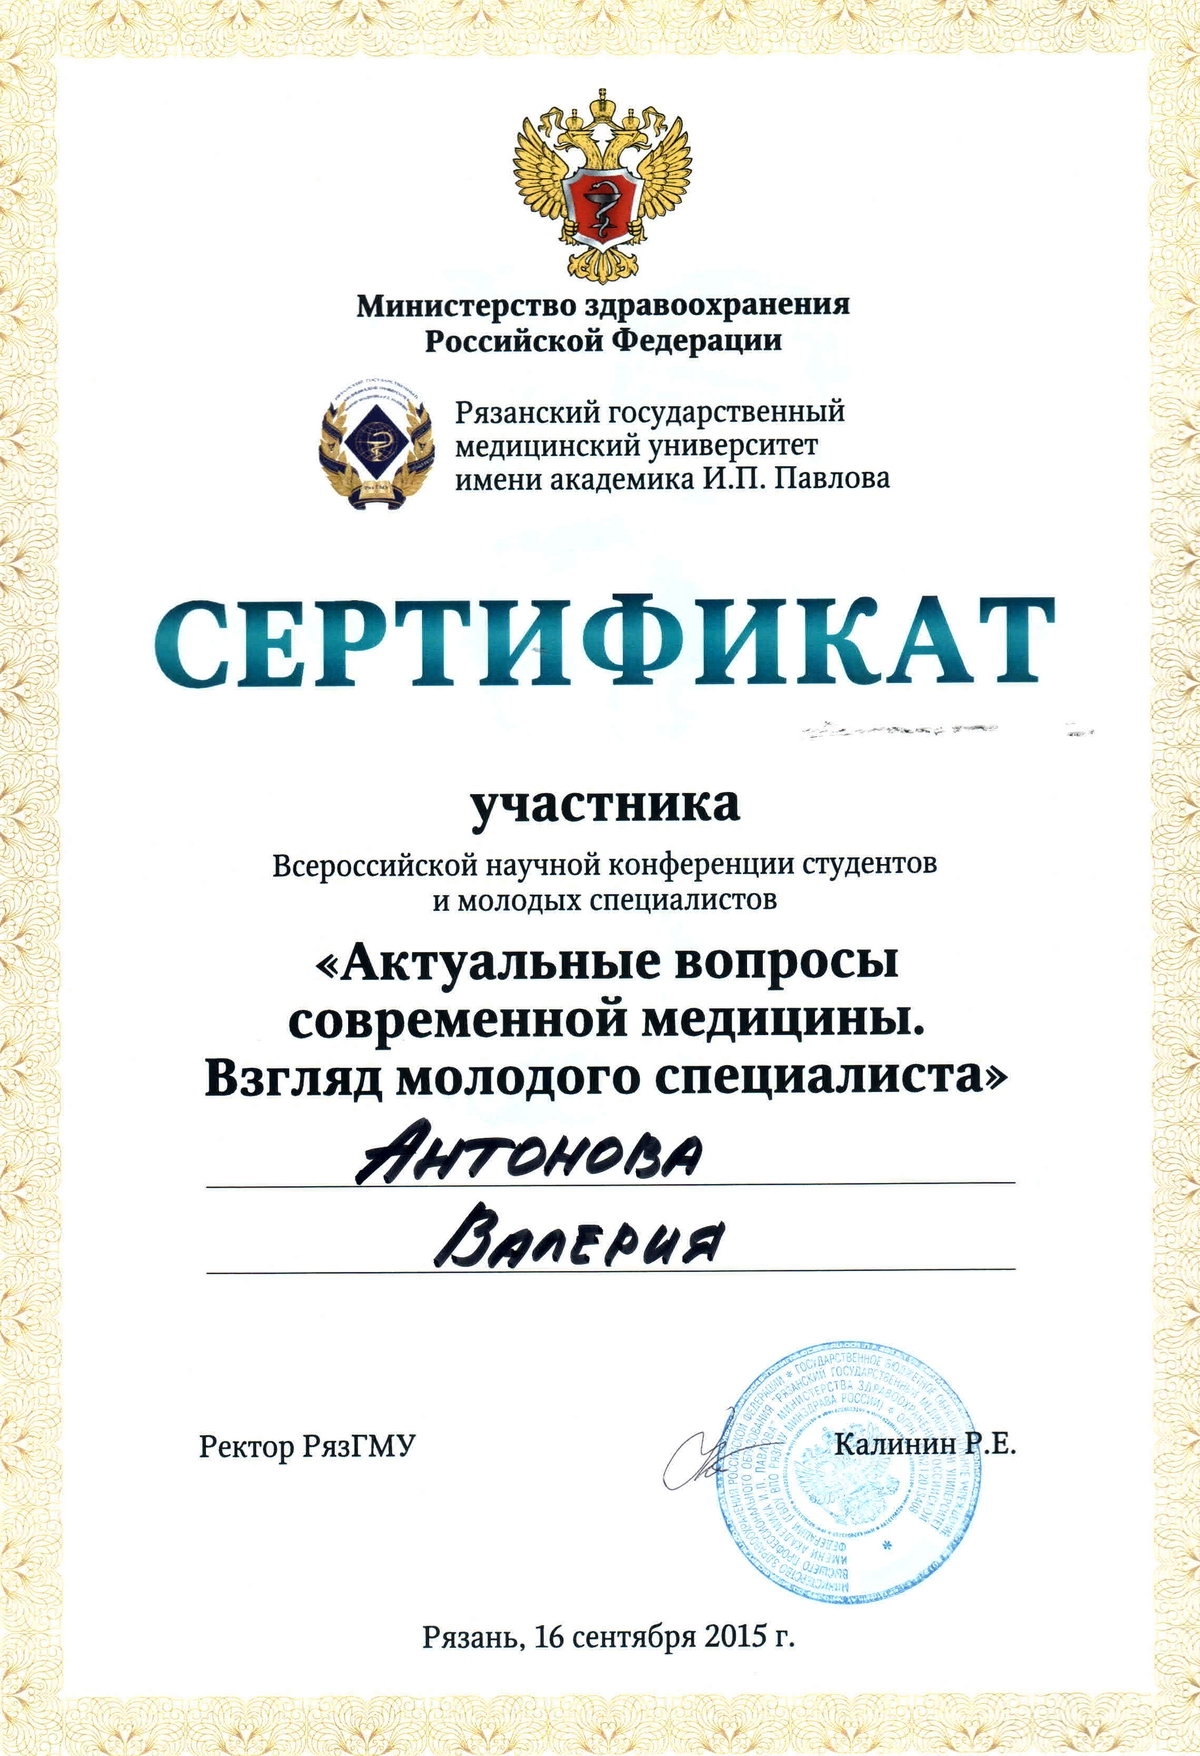 Министерство здравоохранения
Российской Федерации
Рязанский государственный
медицинский университет
имени академика И.П. Павлова
СЕРТИФИКАТ
участника
Всероссийской научной конференции студентов
и молодых специалистов
«Актуальные вопросы
современной медицины.
Взгляд молодого специалиста»
Антонова
Валерия
Ректор РязГМУ
Калинин Р.Е.
Рязань, 16 сентября 2015 г.